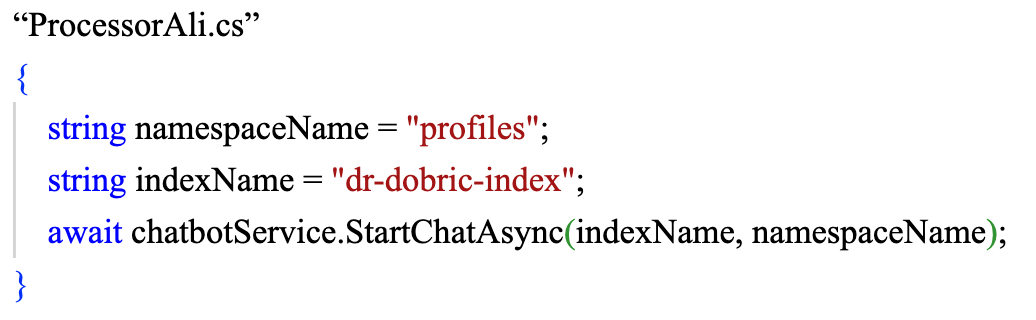 “ProcessorAli.cs”
{
string namespaceName = "profiles";
string indexName = "dr-dobric-index";
await chatbotService.StartChatAsync(indexName, namespaceName);
}